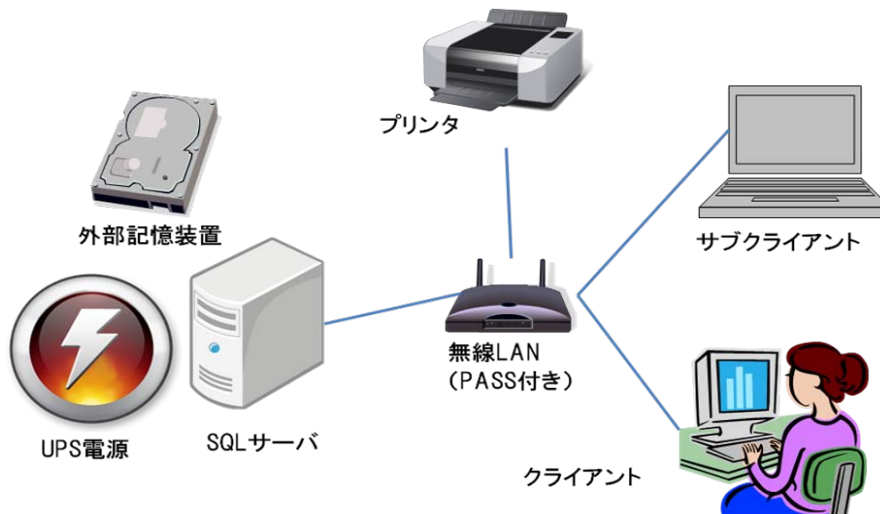 プリンタ
外部記憶装置
サブクライアント
無線LAN
(PASS付き)
UPS電源
SQLサーバ
クライアント